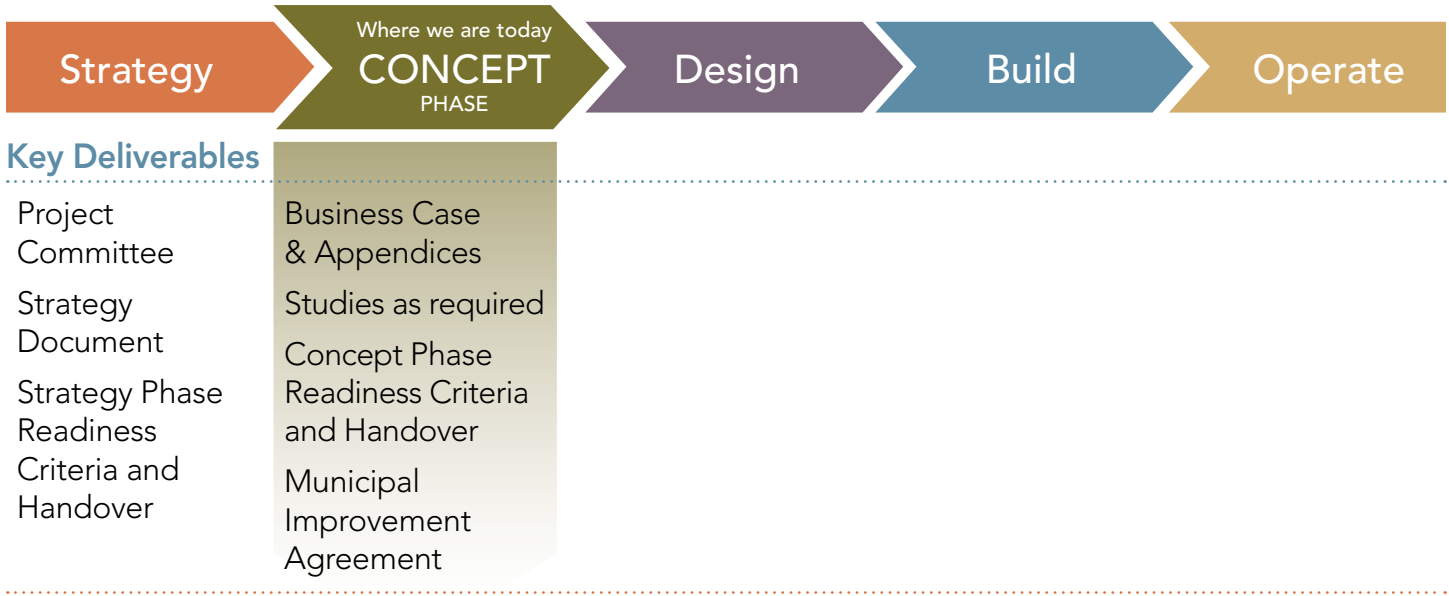 Strategy
Where we are today
CONCEPT
PHASE
Design
Build
Operate
Key Deliverables
Project
Committee
Strategy
Document
Strategy Phase
Readiness
Criteria and
Handover
Business Case
& Appendices
Studies as required
Concept Phase
Readiness Criteria
and Handover
Municipal
Improvement
Agreement